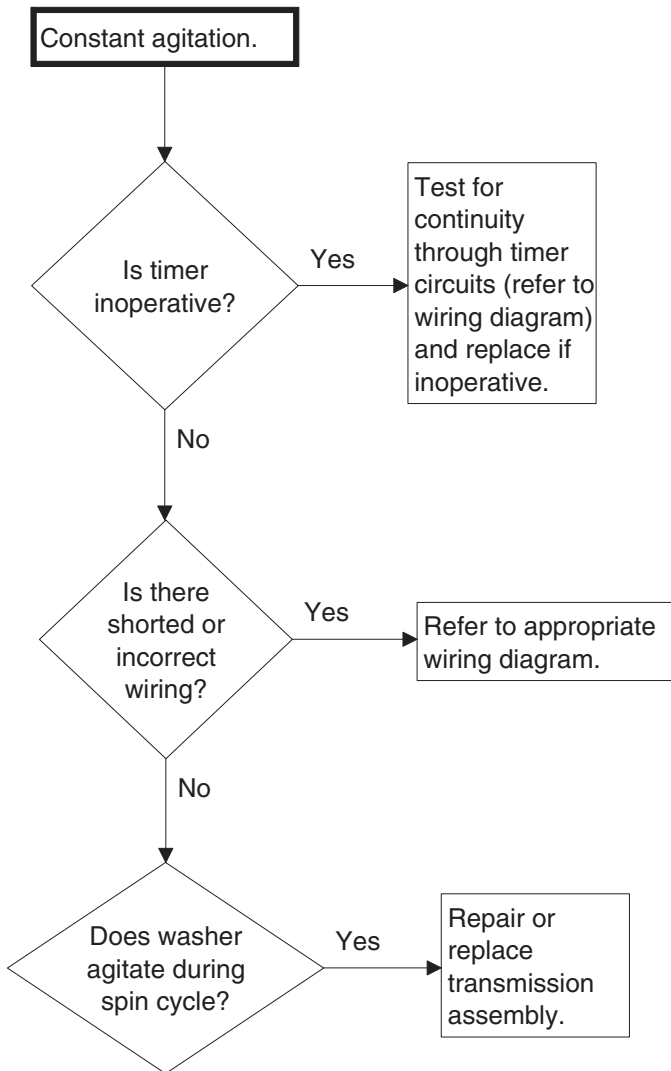 Constant agitation.
Is timer
inoperative?
Yes
Test for
continuity
through timer
circuits (refer to
wiring diagram)
and replace if
inoperative.
No
Is there
shorted or
incorrect
wiring?
Yes
Refer to appropriate
wiring diagram.
No
Does washer
agitate during
spin cycle?
Yes
Repair or
replace
transmission
assembly.